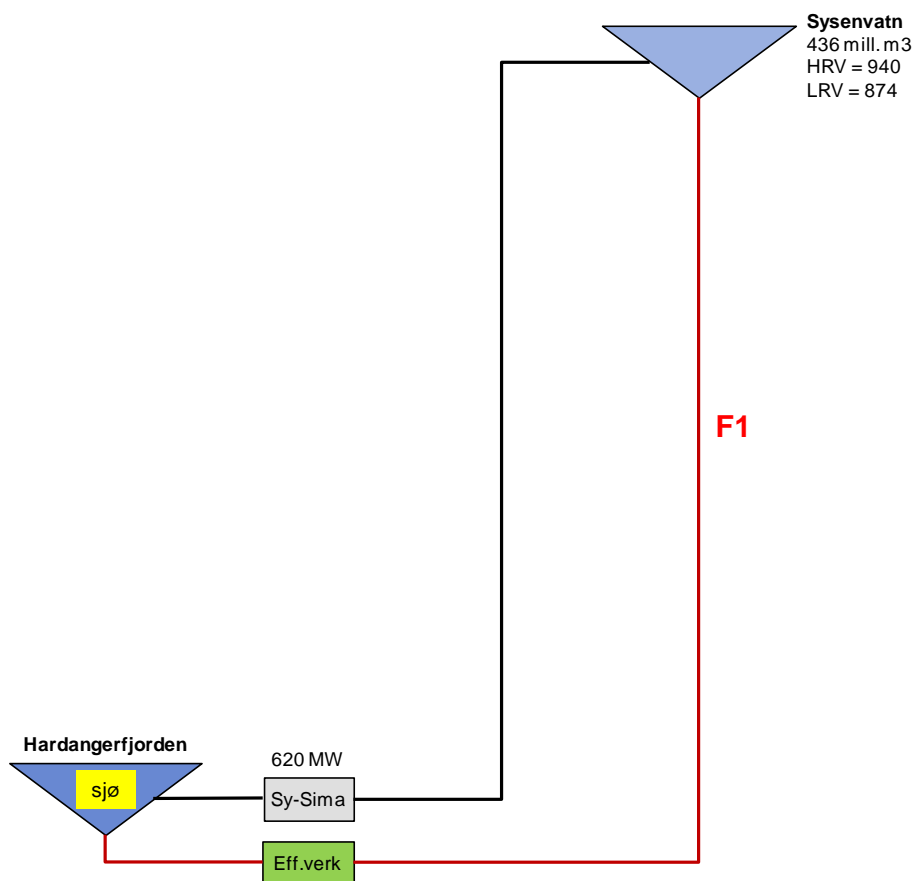 Sysenvatn
436 mill. m3
HRV = 940
LRV = 874
F1
Hardangerfjorden
sjø
620 MW
Sy-Sima
Eff.verk